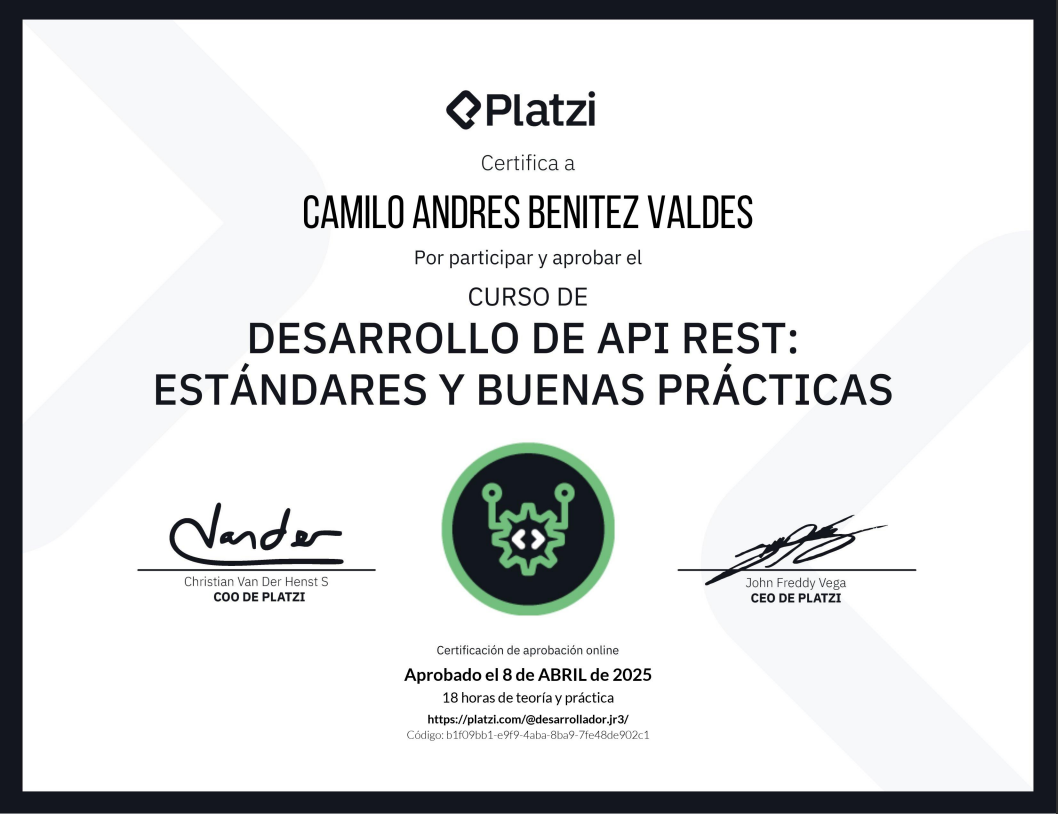 Platzi
Certifica a
CAMILO ANDRES BENITEZ VALDES
Por participar y aprobar el
CURSO DE
DESARROLLO DE API REST:
ESTÁNDARES Y BUENAS PRÁCTICAS
Vander
Christian Van Der Henst S
COO DE PLATZI
John Freddy Vega
CEO DE PLATZI
Certificación de aprobación online
Aprobado el 8 de ABRIL de 2025
18 horas de teoría y práctica
https://platzi.com/@desarrollador.jr3/
Código: b1f09bb1-e9f9-4aba-8ba9-7fe48de902c1